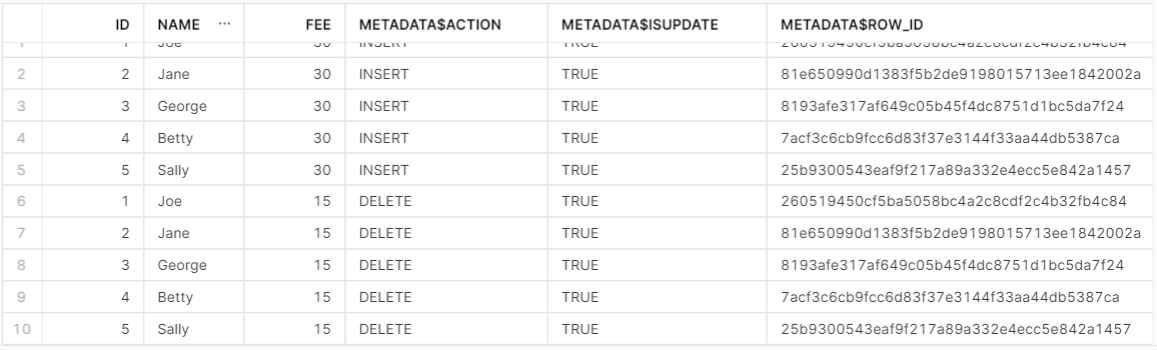 ID NAME ... FEE METADATA$ACTION METADATA$ISUPDATE METADATA$ROW_ID
1 1 Joe 30 INSERT TRUE 260519450cf5ba5058bc4a2c8cdf2c4b32fb4c84
2 2 Jane 30 INSERT TRUE 81e650990d1383f5b2de9198015713ee1842002a
3 3 George 30 INSERT TRUE 8193afe317af649c05b45f4dc8751d1bc5da7f24
4 4 Betty 30 INSERT TRUE 7acf3c6cb9fcc6d83f37e3144f33aa44db5387ca
5 5 Sally 30 INSERT TRUE 25b9300543eaf9f217a89a332e4ecc5e842a1457
6 1 Joe 15 DELETE TRUE 260519450cf5ba5058bc4a2c8cdf2c4b32fb4c84
7 2 Jane 15 DELETE TRUE 81e650990d1383f5b2de9198015713ee1842002a
8 3 George 15 DELETE TRUE 8193afe317af649c05b45f4dc8751d1bc5da7f24
9 4 Betty 15 DELETE TRUE 7acf3c6cb9fcc6d83f37e3144f33aa44db5387ca
10 5 Sally 15 DELETE TRUE 25b9300543eaf9f217a89a332e4ecc5e842a1457